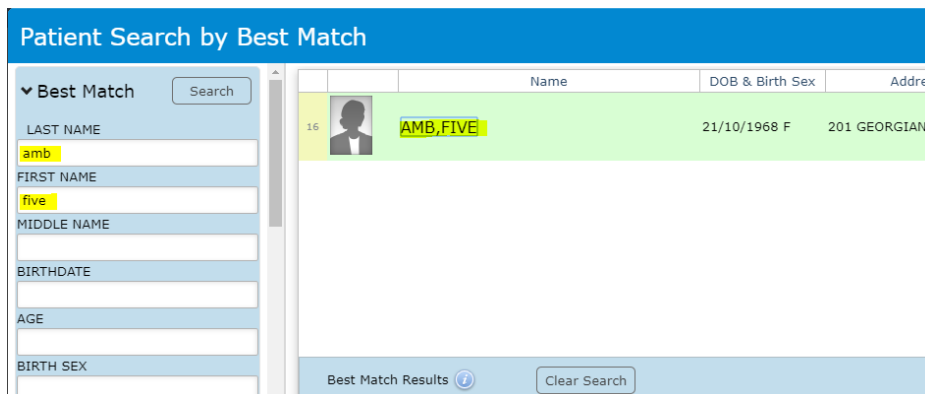 Patient Search by Best Match
Best Match
Search
LAST NAME
amb
FIRST NAME
five
MIDDLE NAME
BIRTHDATE
AGE
BIRTH SEX
Name DOB & Birth Sex Addre
16 AMB,FIVE 21/10/1968 F 201 GEORGIAN
Best Match Results i Clear Search